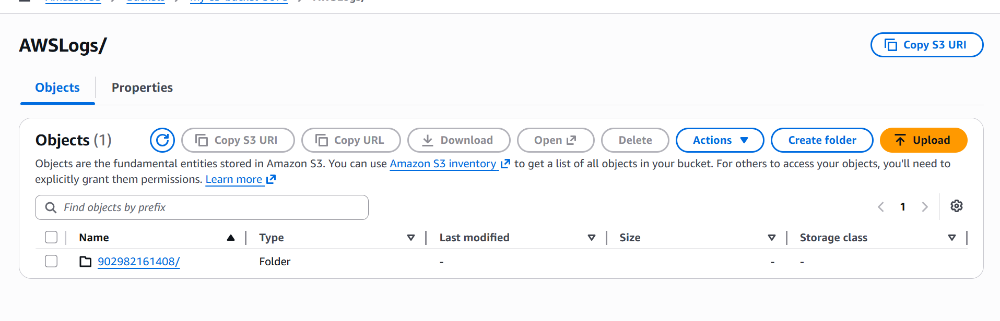 AWSLogs/
Copy S3 URI
Objects
Properties
Objects (1)
Copy S3 URI
Copy URL
Download
Open
Delete
Actions
Create folder
Upload
Objects are the fundamental entities stored in Amazon S3. You can use Amazon S3 inventory to get a list of all objects in your bucket. For others to access your objects, you'll need to
explicitly grant them permissions. Learn more
Find objects by prefix
1
Name
Type
Last modified
Size
Storage class
902982161408/
Folder
-
-
-